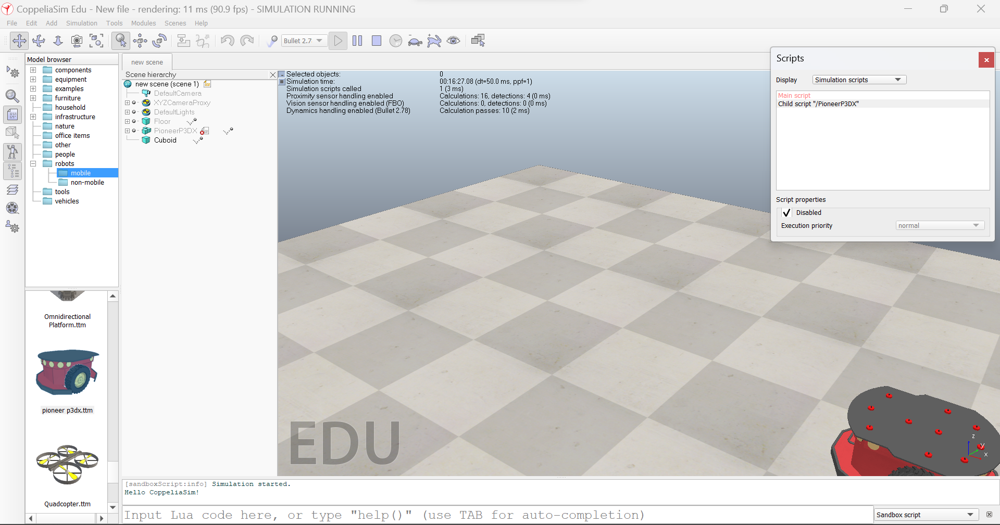 CoppeliaSim Edu - New file - rendering: 11 ms (90.9 fps) - SIMULATION RUNNING
File Edit Add Simulation Tools Modules Scenes Help
Bullet 2.7
Model browser
components
equipment
examples
furniture
household
infrastructure
nature
office items
other
people
robots
mobile
non-mobile
tools
vehicles
Omnidirectional
Platform.ttm
pioneer p3dx.ttm
Quadcopter.ttm
new scene
Scene hierarchy
new scene (scene 1)
DefaultCamera
XYZCameraProxy
DefaultLights
Floor
PioneerP3DX
Cuboid
Selected objects: 0
Simulation time: 00:16:27.08 (dt=50.0 ms, ppf=1)
Simulation scripts called 1 (3 ms)
Proximity sensor handling enabled Calculations: 16, detections: 4 (0 ms)
Vision sensor handling enabled (FBO) Calculations: 0, detections: 0 (0 ms)
Dynamics handling enabled (Bullet 2.78) Calculation passes: 10 (2 ms)
EDU
z
y
x
Scripts
Display Simulation scripts
Main script
Child script "/PioneerP3DX"
Script properties
Disabled
Execution priority normal
[sandboxScript:info] Simulation started.
Hello CoppeliaSim!
Input Lua code here, or type "help()" (use TAB for auto-completion)
Sandbox script